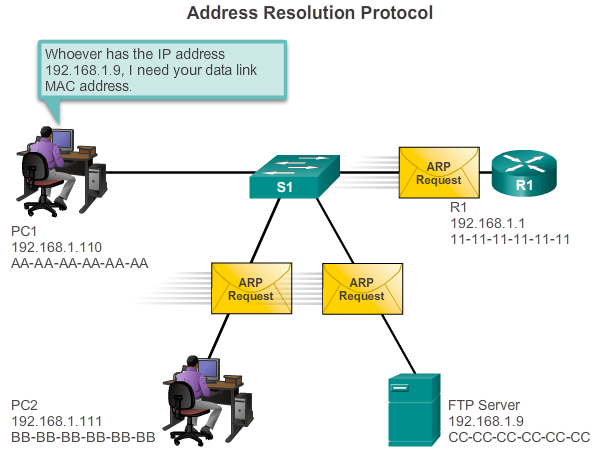 Address Resolution Protocol
Whoever has the IP address
192.168.1.9, I need your data link
MAC address.
ARP
Request
S1
R1
R1
192.168.1.1
11-11-11-11-11-11
PC1
192.168.1.110
AA-AA-AA-AA-AA-AA
ARP
Request
ARP
Request
PC2
192.168.1.111
BB-BB-BB-BB-BB-BB
FTP Server
192.168.1.9
CC-CC-CC-CC-CC-CC